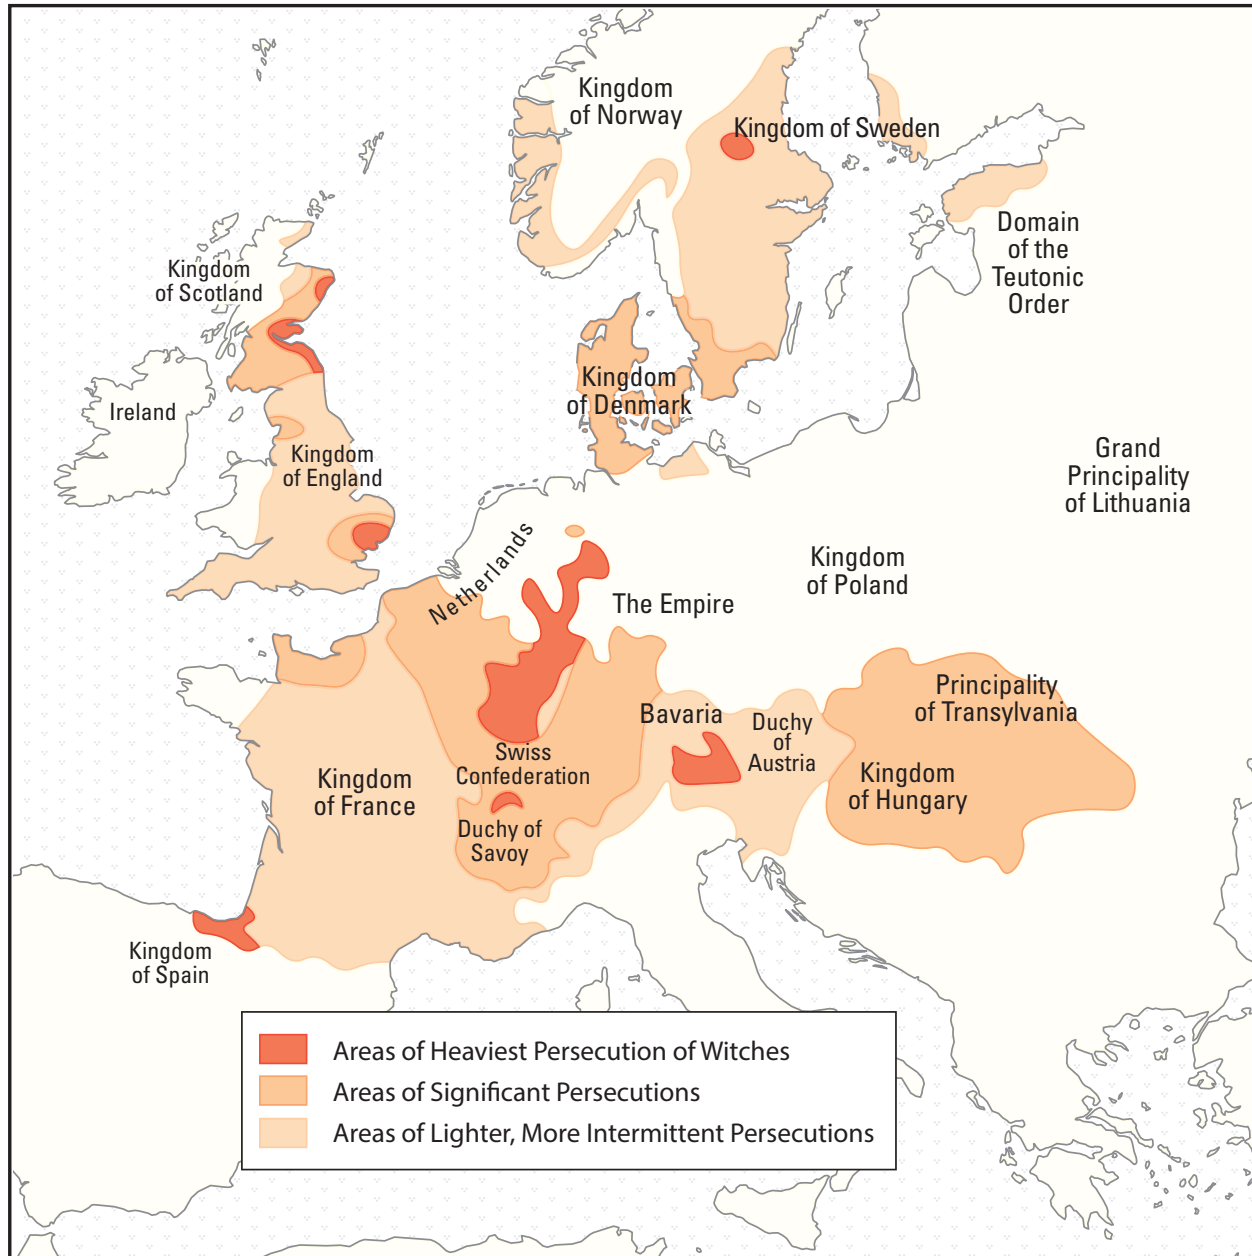 Kingdom
of Norway
Kingdom of Sweden
Domain
of the
Teutonic
Order
Kingdom
of Scotland
Ireland
Kingdom
of Denmark
Kingdom
of England
Grand
Principality
of Lithuania
Netherlands
Kingdom
of Poland
The Empire
Principality
of Transylvania
Bavaria
Duchy
of
Austria
Swiss
Confederation
Kingdom
of France
Kingdom
of Hungary
Duchy of
Savoy
Kingdom
of Spain
Areas of Heaviest Persecution of Witches
Areas of Significant Persecutions
Areas of Lighter, More Intermittent Persecutions